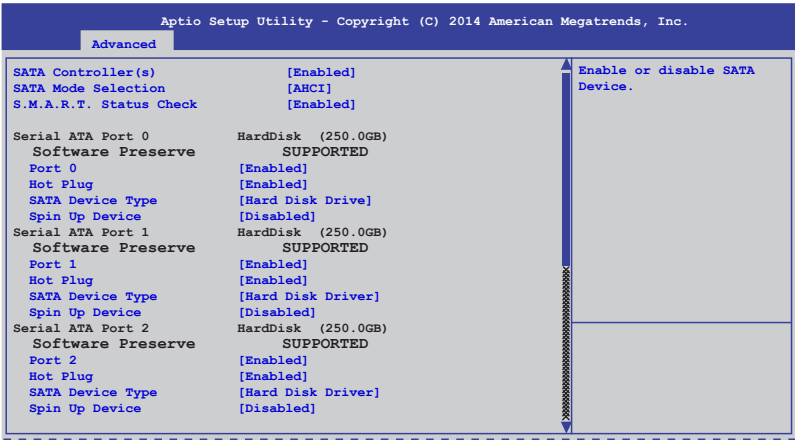 Aptio Setup Utility - Copyright (C) 2014 American Megatrends, Inc.
Advanced
SATA Controller(s) [Enabled]
SATA Mode Selection [AHCI]
S.M.A.R.T. Status Check [Enabled]
Serial ATA Port 0 HardDisk (250.0GB)
Software Preserve SUPPORTED
Port 0 [Enabled]
Hot Plug [Enabled]
SATA Device Type [Hard Disk Drive]
Spin Up Device [Disabled]
Serial ATA Port 1 HardDisk (250.0GB)
Software Preserve SUPPORTED
Port 1 [Enabled]
Hot Plug [Enabled]
SATA Device Type [Hard Disk Driver]
Spin Up Device [Disabled]
Serial ATA Port 2 HardDisk (250.0GB)
Software Preserve SUPPORTED
Port 2 [Enabled]
Hot Plug [Enabled]
SATA Device Type [Hard Disk Driver]
Spin Up Device [Disabled]
Enable or disable SATA
Device.